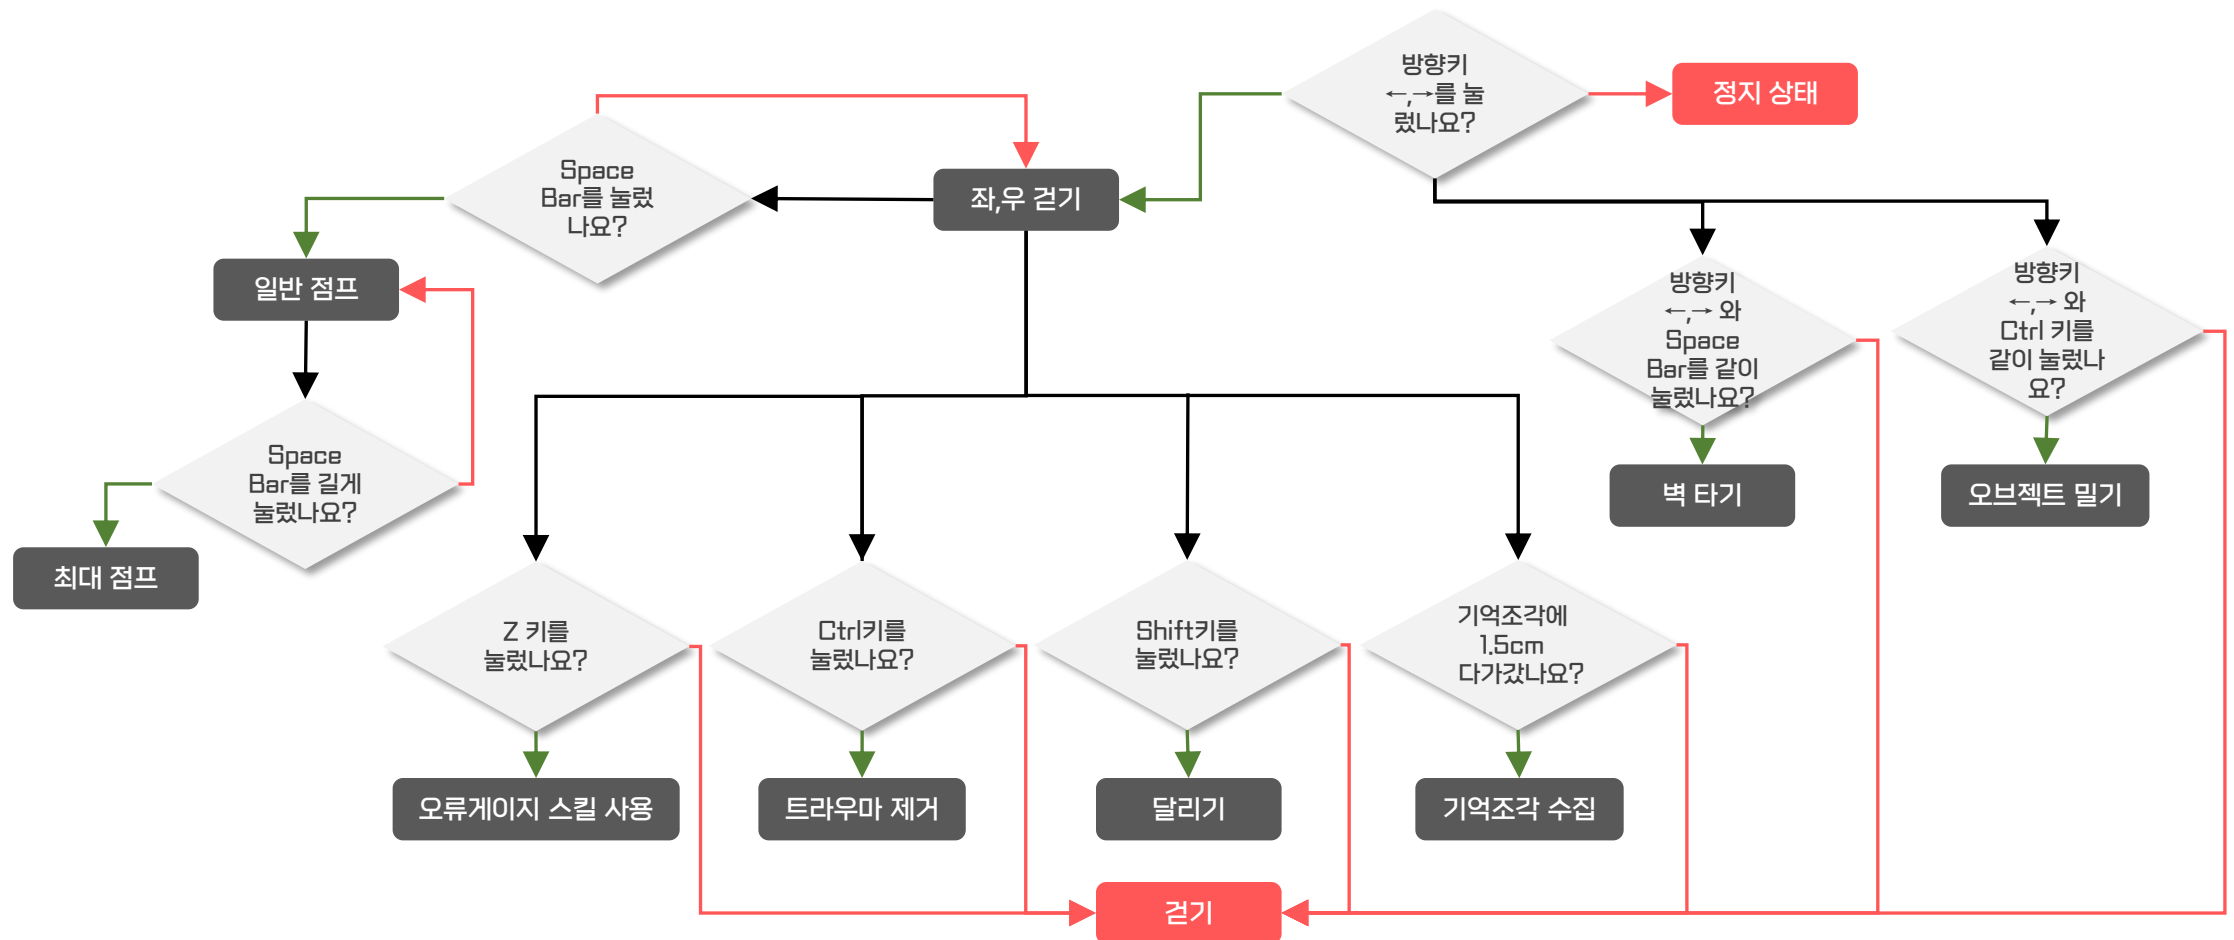 방향키
←,→를 눌
렀나요?
정지 상태
Space
Bar를 눌렀
나요?
좌,우 걷기
일반 점프
방향키
←,→ 와
Space
Bar를 같이
눌렀나요?
방향키
←,→ 와
Ctrl 키를
같이 눌렀나
요?
Space
Bar를 길게
눌렀나요?
벽 타기
오브젝트 밀기
최대 점프
Z 키를
눌렀나요?
Ctrl키를
눌렀나요?
Shift키를
눌렀나요?
기억조각에
1.5cm
다가갔나요?
오류게이지 스킬 사용
트라우마 제거
달리기
기억조각 수집
걷기